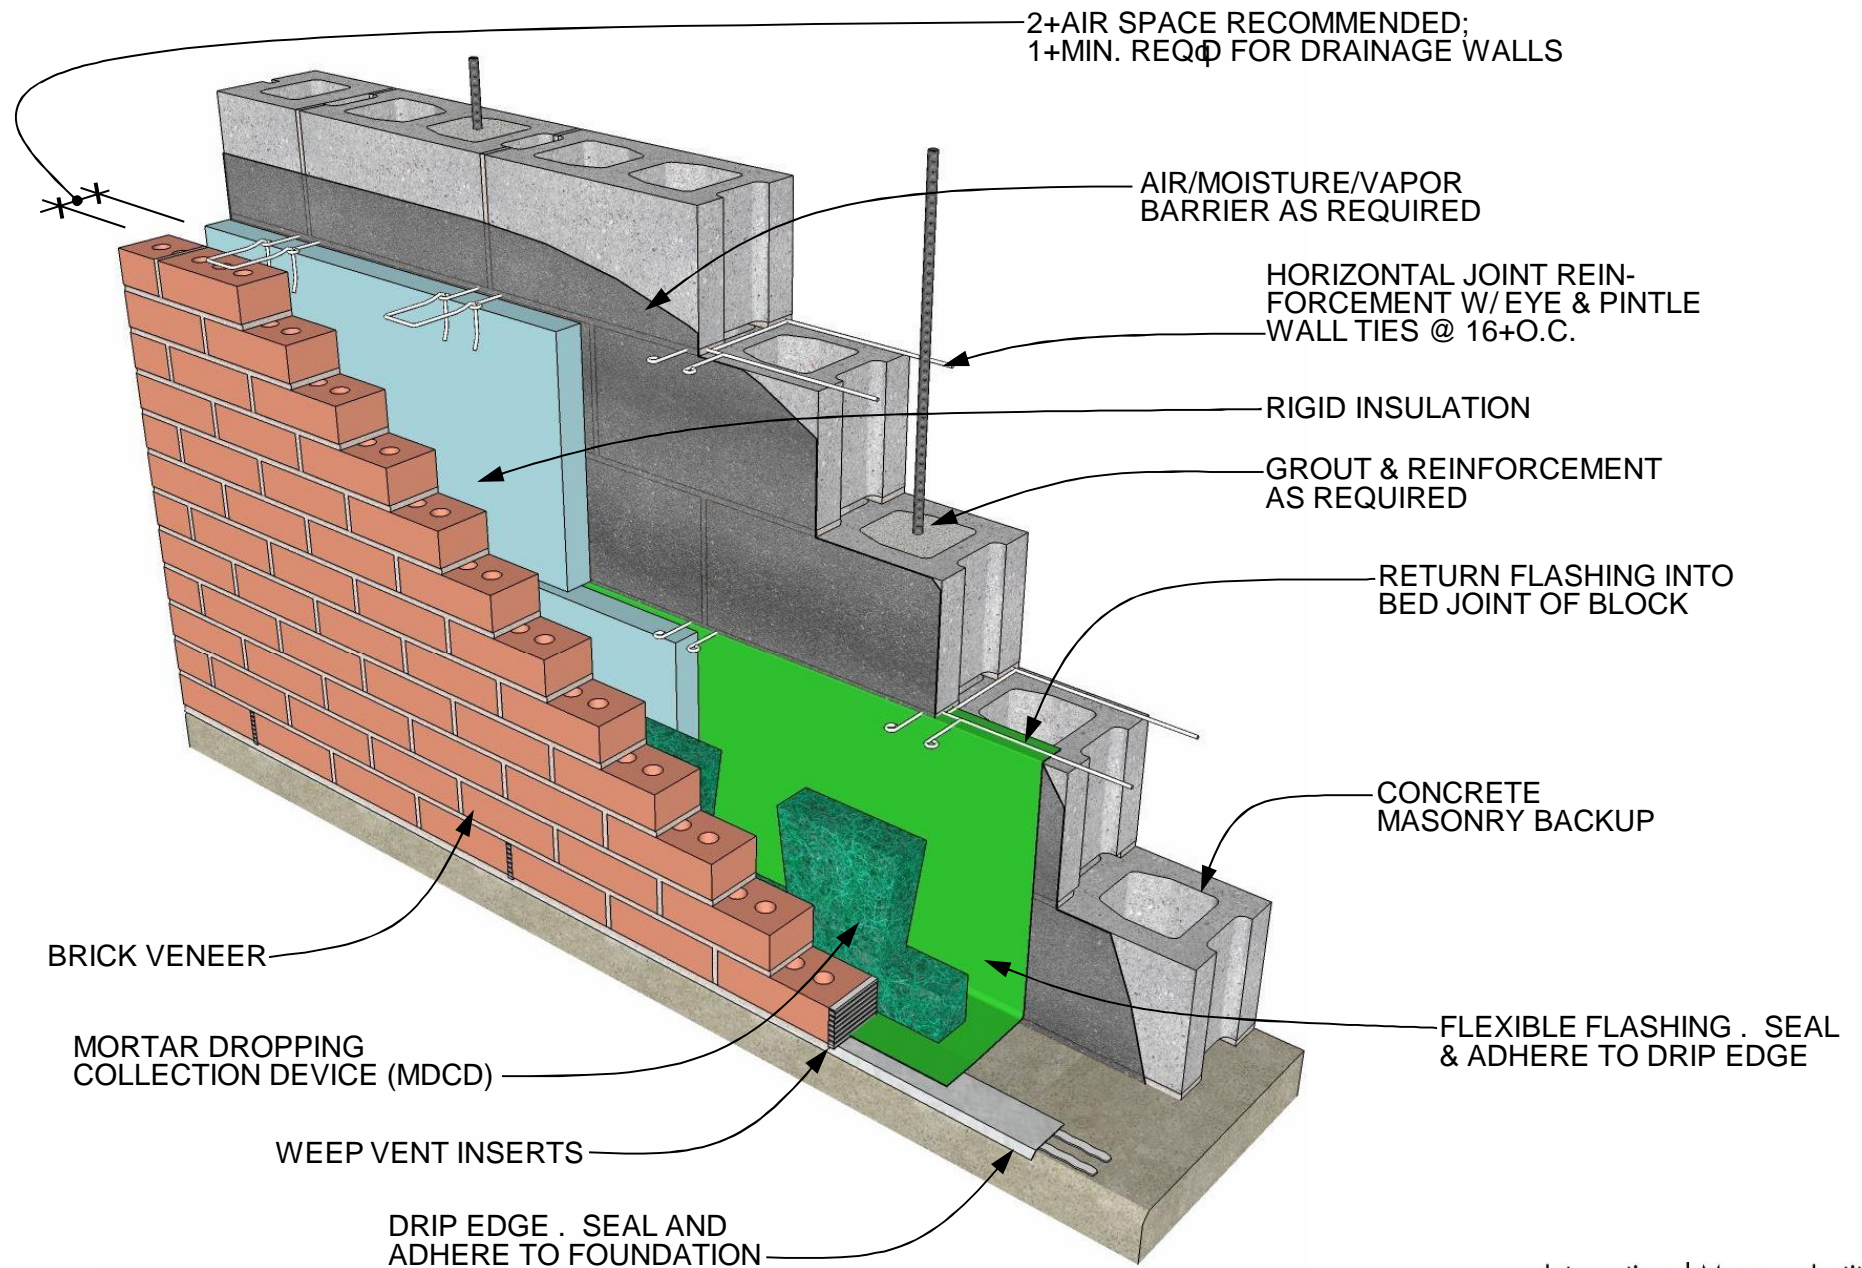 2+AIR SPACE RECOMMENDED;
1+MIN. REQqD FOR DRAINAGE WALLS
AIR/MOISTURE/VAPOR
BARRIER AS REQUIRED
HORIZONTAL JOINT REIN-
FORCEMENT W/ EYE & PINTLE
WALL TIES @ 16+O.C.
RIGID INSULATION
GROUT & REINFORCEMENT
AS REQUIRED
RETURN FLASHING INTO
BED JOINT OF BLOCK
CONCRETE
MASONRY BACKUP
BRICK VENEER
FLEXIBLE FLASHING . SEAL
& ADHERE TO DRIP EDGE
MORTAR DROPPING
COLLECTION DEVICE (MDCD)
WEEP VENT INSERTS
DRIP EDGE . SEAL AND
ADHERE TO FOUNDATION